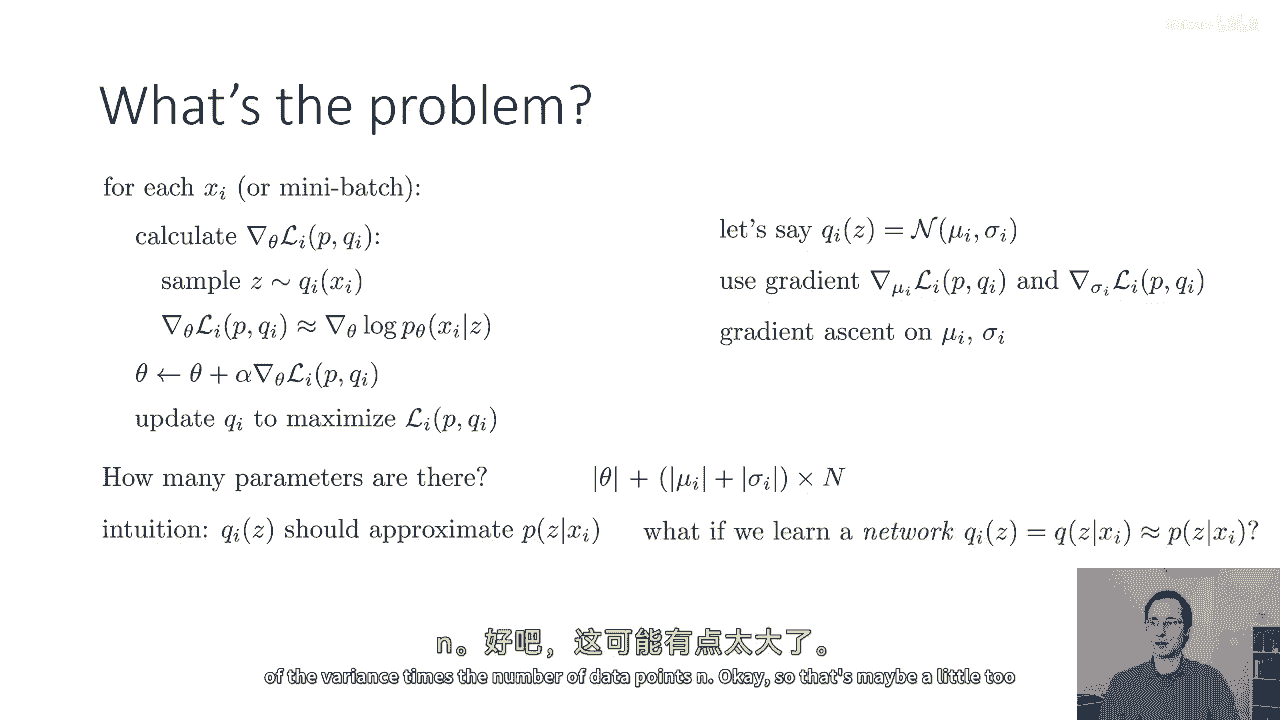 What's the problem?
for each $x_i$ (or mini-batch):
calculate $\nabla_\theta \mathcal{L}_i(p, q_i)$:
sample $z \sim q_i(x_i)$
$\nabla_\theta \mathcal{L}_i(p, q_i) \approx \nabla_\theta \log p_\theta(x_i|z)$
$\theta \leftarrow \theta + \alpha \nabla_\theta \mathcal{L}_i(p, q_i)$
update $q_i$ to maximize $\mathcal{L}_i(p, q_i)$
let's say $q_i(z) = \mathcal{N}(\mu_i, \sigma_i)$
use gradient $\nabla_{\mu_i} \mathcal{L}_i(p, q_i)$ and $\nabla_{\sigma_i} \mathcal{L}_i(p, q_i)$
gradient ascent on $\mu_i$, $\sigma_i$
How many parameters are there? $|\theta| + (|\mu_i| + |\sigma_i|) \times N$
intuition: $q_i(z)$ should approximate $p(z|x_i)$ what if we learn a network $q_i(z) = q(z|x_i) \approx p(z|x_i)$?
n。好吧，这可能有点太大了。
of the variance times the number of data points n. Okay, so that's maybe a little too